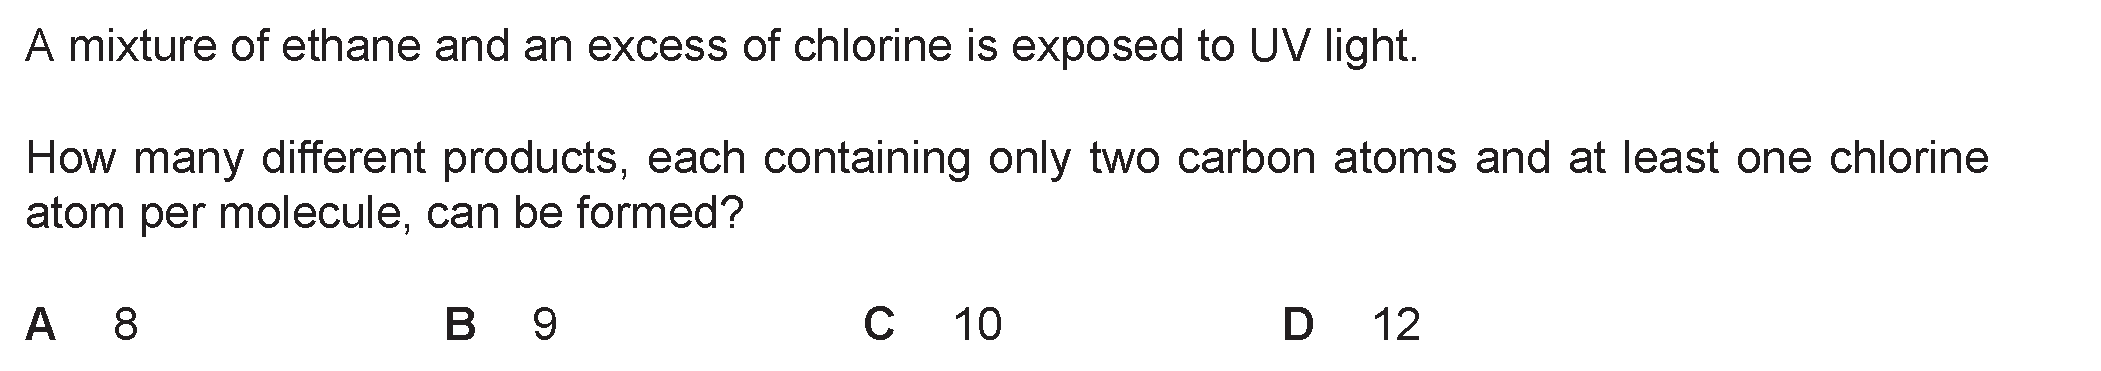 A mixture of ethane and an excess of chlorine is exposed to UV light.
How many different products, each containing only two carbon atoms and at least one chlorine
atom per molecule, can be formed?
A 8 B 9 C 10 D 12